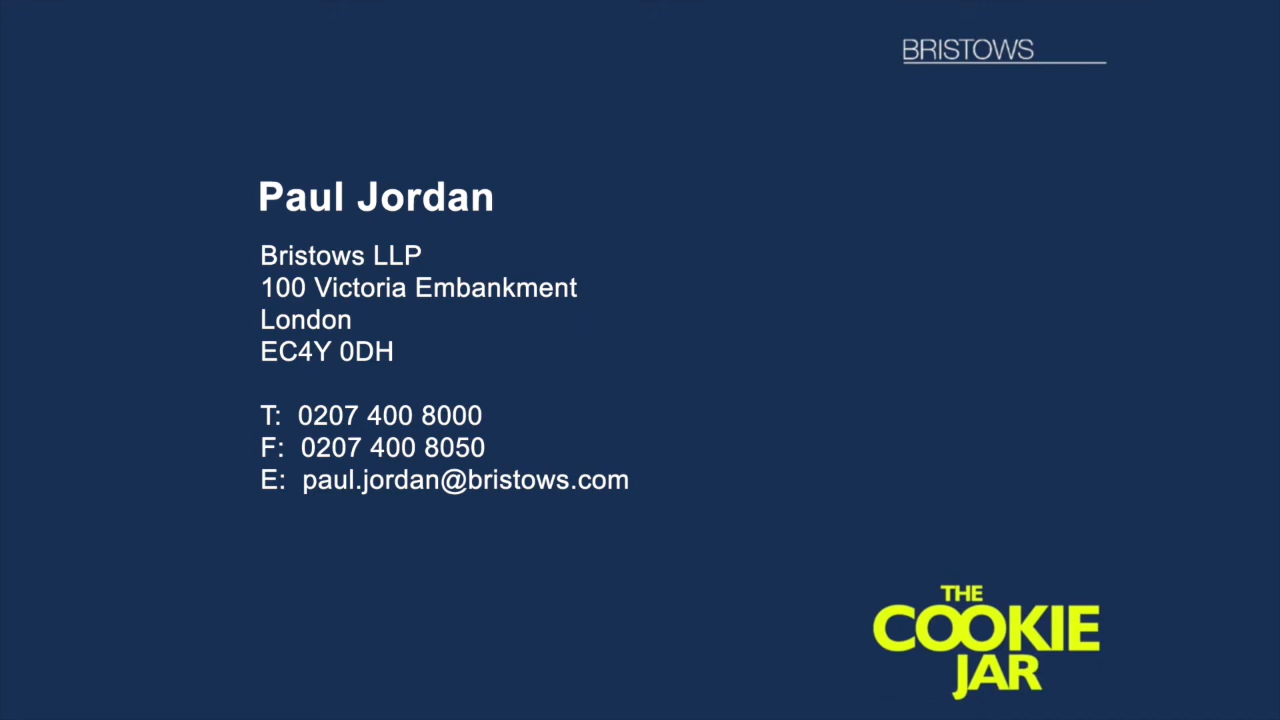 BRISTOWS
Paul Jordan
Bristows LLP
100 Victoria Embankment
London
EC4Y 0DH
T: 0207 400 8000
F: 0207 400 8050
E: paul.jordan@bristows.com
THE
COOKIE
JAR